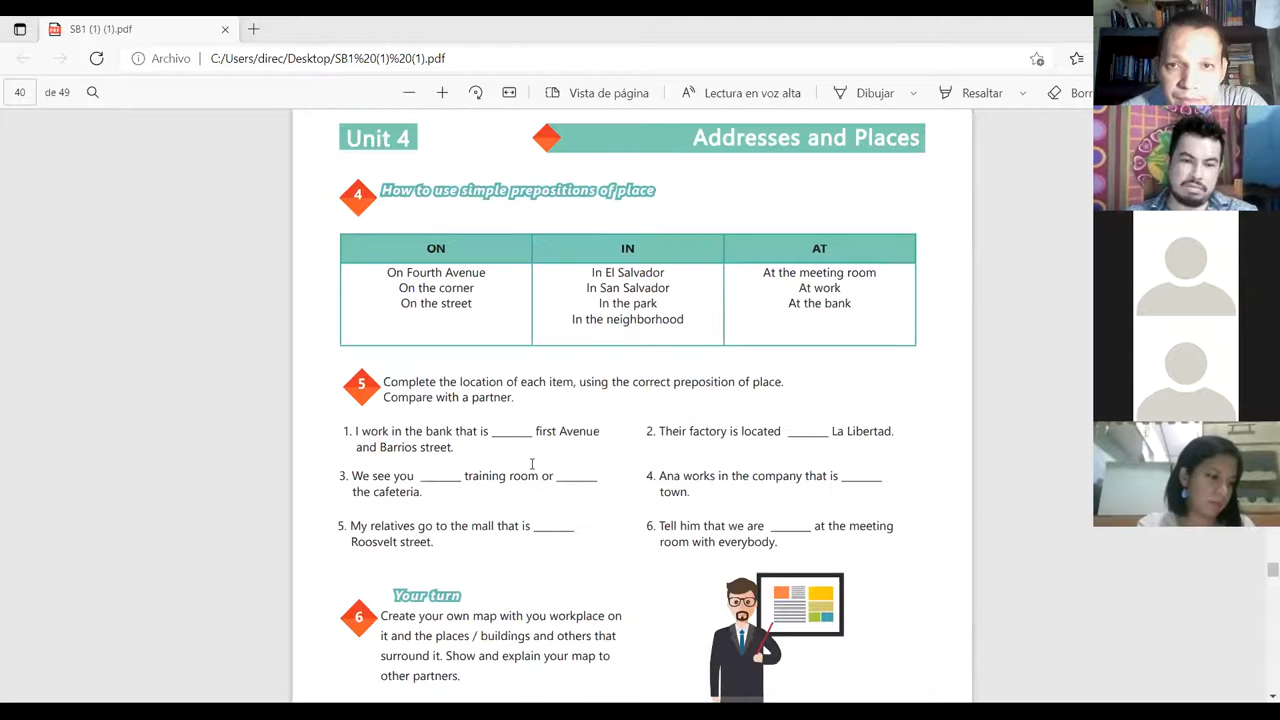 SB1 (1) (1).pdf
Archivo
C:/Users/direc/Desktop/SB1%20(1)%20(1).pdf
40 de 49
Vista de página
Lectura en voz alta
Dibujar
Resaltar
Unit 4
Addresses and Places
4
How to use simple prepositions of place
ON IN AT
On Fourth Avenue In El Salvador At the meeting room
On the corner In San Salvador At work
On the street In the park At the bank
In the neighborhood
5
Complete the location of each item, using the correct preposition of place.
Compare with a partner.
1. I work in the bank that is ______ first Avenue
and Barrios street.
2. Their factory is located ______ La Libertad.
3. We see you ______ training room or ______
the cafeteria.
4. Ana works in the company that is ______
town.
5. My relatives go to the mall that is ______
Roosvelt street.
6. Tell him that we are ______ at the meeting
room with everybody.
Your turn
6
Create your own map with you workplace on
it and the places / buildings and others that
surround it. Show and explain your map to
other partners.